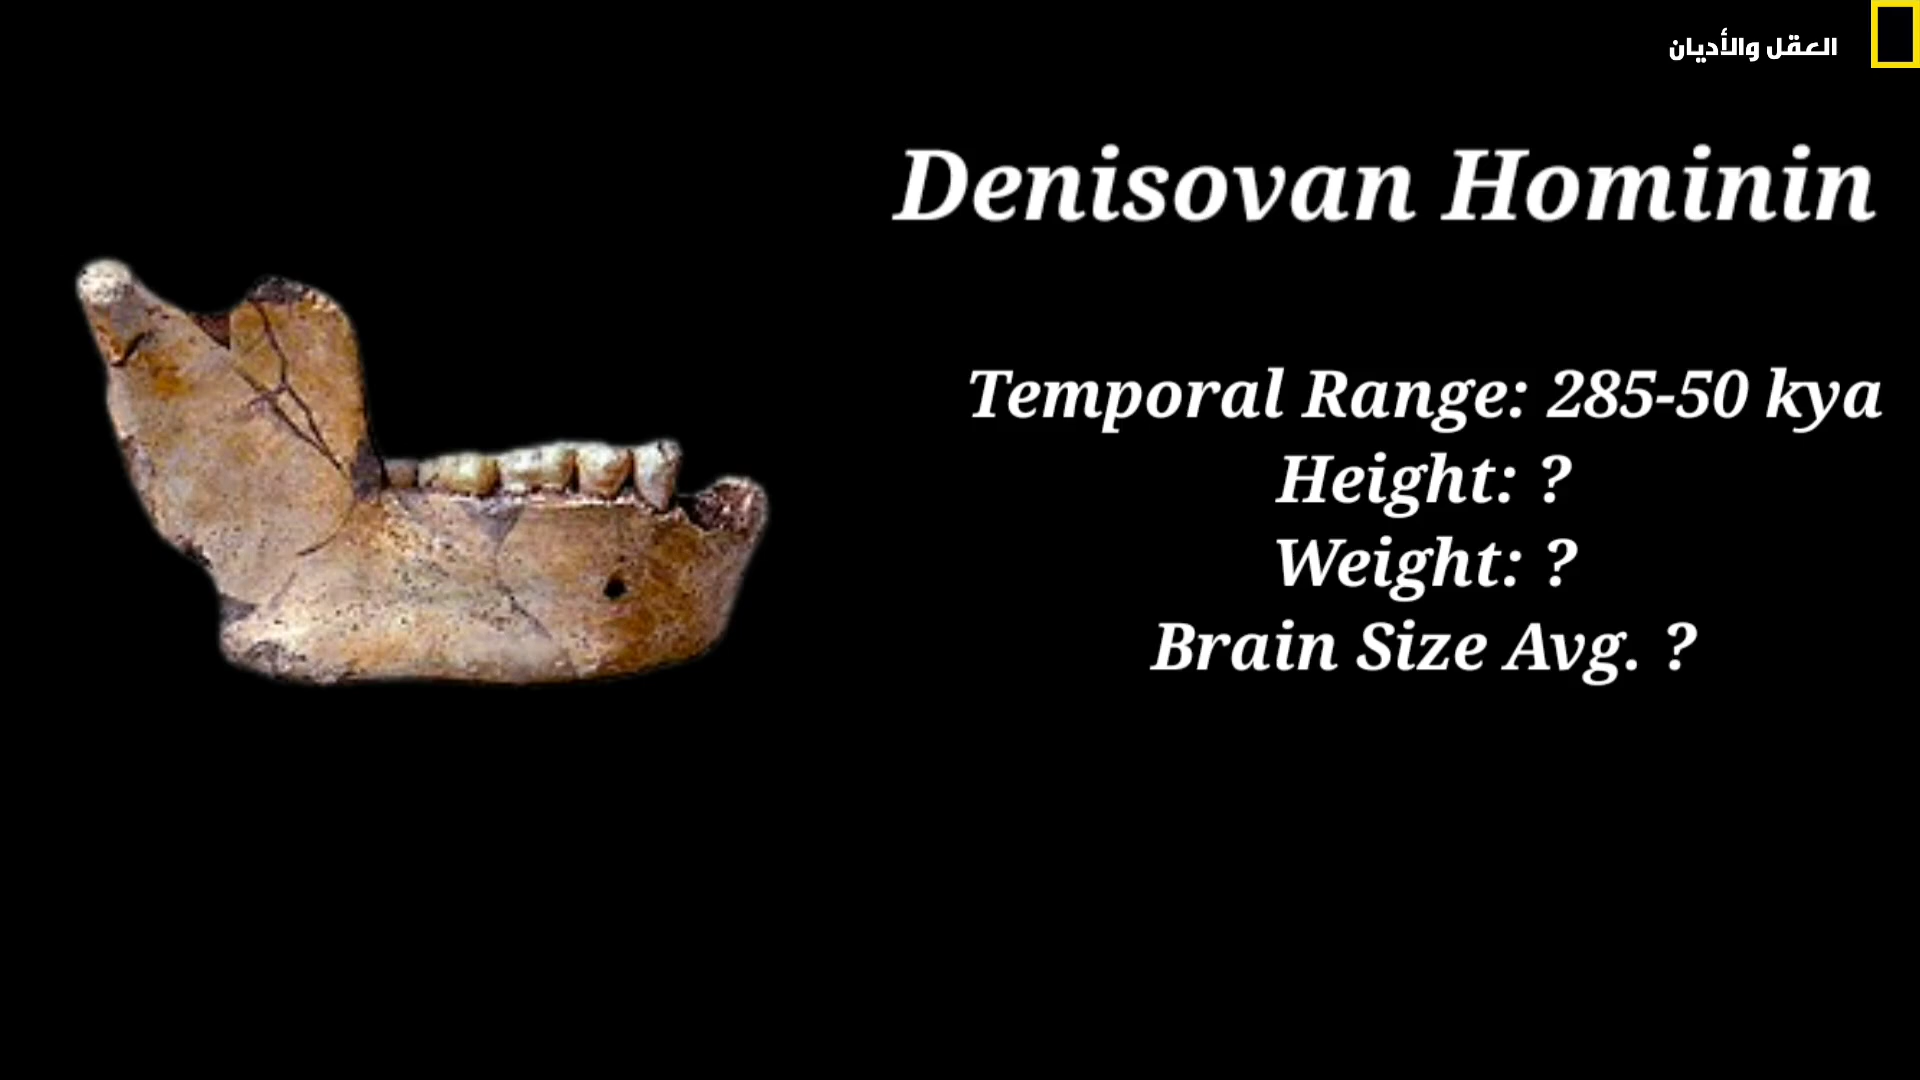 العقل والأديان
Denisovan Hominin
Temporal Range: 285-50 kya
Height: ?
Weight: ?
Brain Size Avg. ?